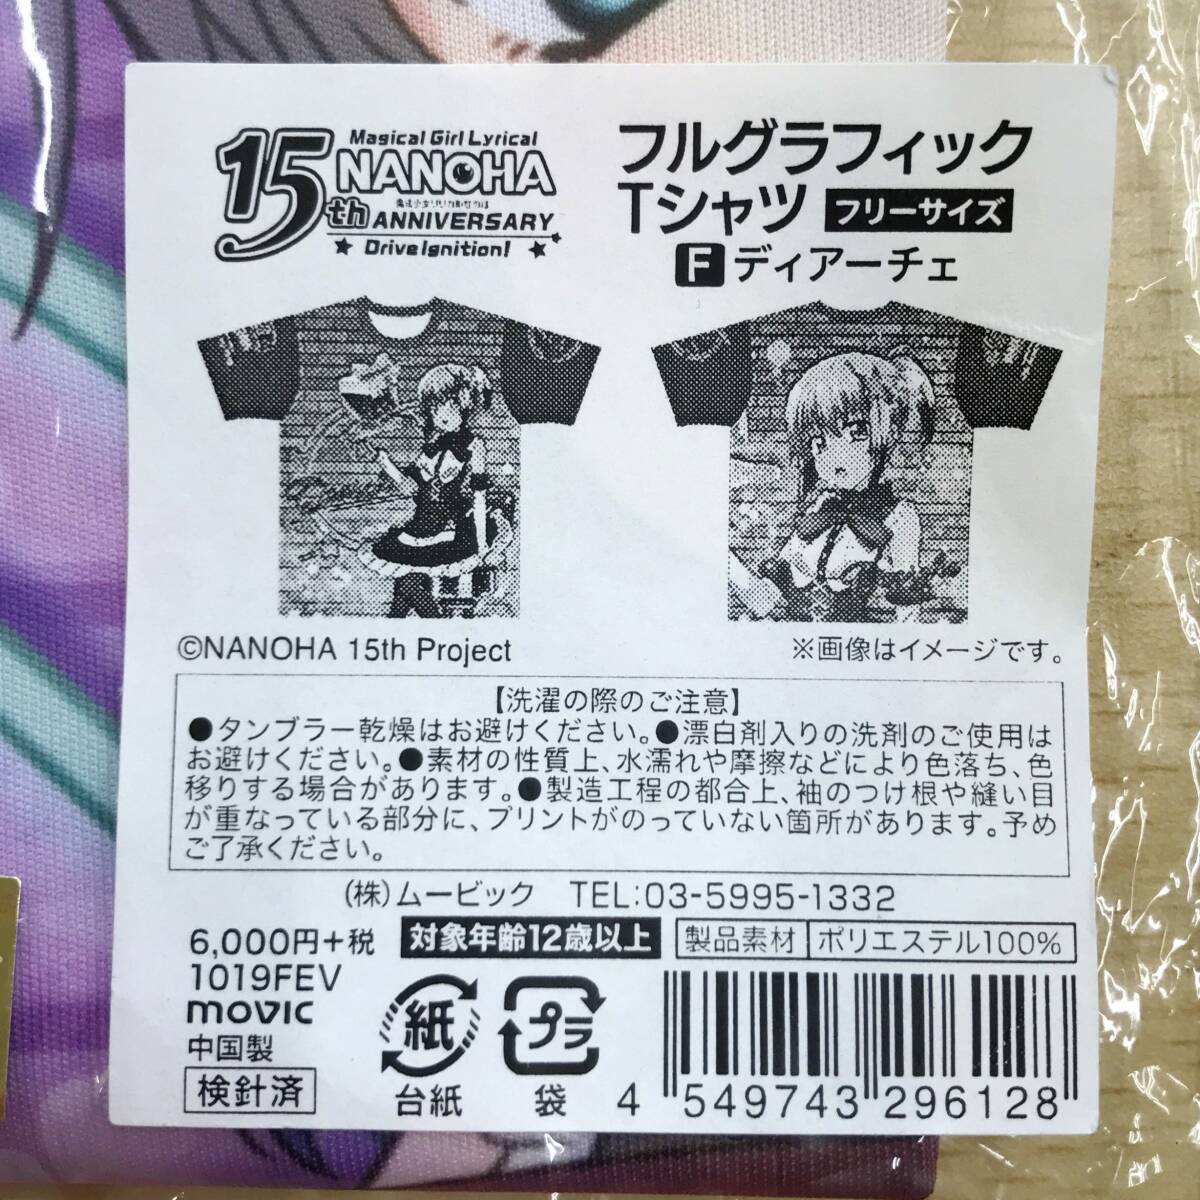 15th
Magical Girl Lyrical
NANOHA
ANNIVERSARY
Drive Ignition!
フルグラフィック
Tシャツ フリーサイズ
F ディアーチェ
©NANOHA 15th Project
※画像はイメージです。
【洗濯の際のご注意】
●タンブラー乾燥はお避けください。●漂白剤入りの洗剤のご使用は
お避けください。●素材の性質上、水濡れや摩擦などにより色落ち、色
移りする場合があります。●製造工程の都合上、袖のつけ根や縫い目
が重なっている部分に、プリントがのっていない箇所があります。予め
ご了承ください。
(株)ムービック TEL:03-5995-1332
6,000円+税 対象年齢12歳以上 製品素材 ポリエステル100%
1019FEV
movic
中国製
検針済
紙
台紙
プラ
袋
4 549743 296128